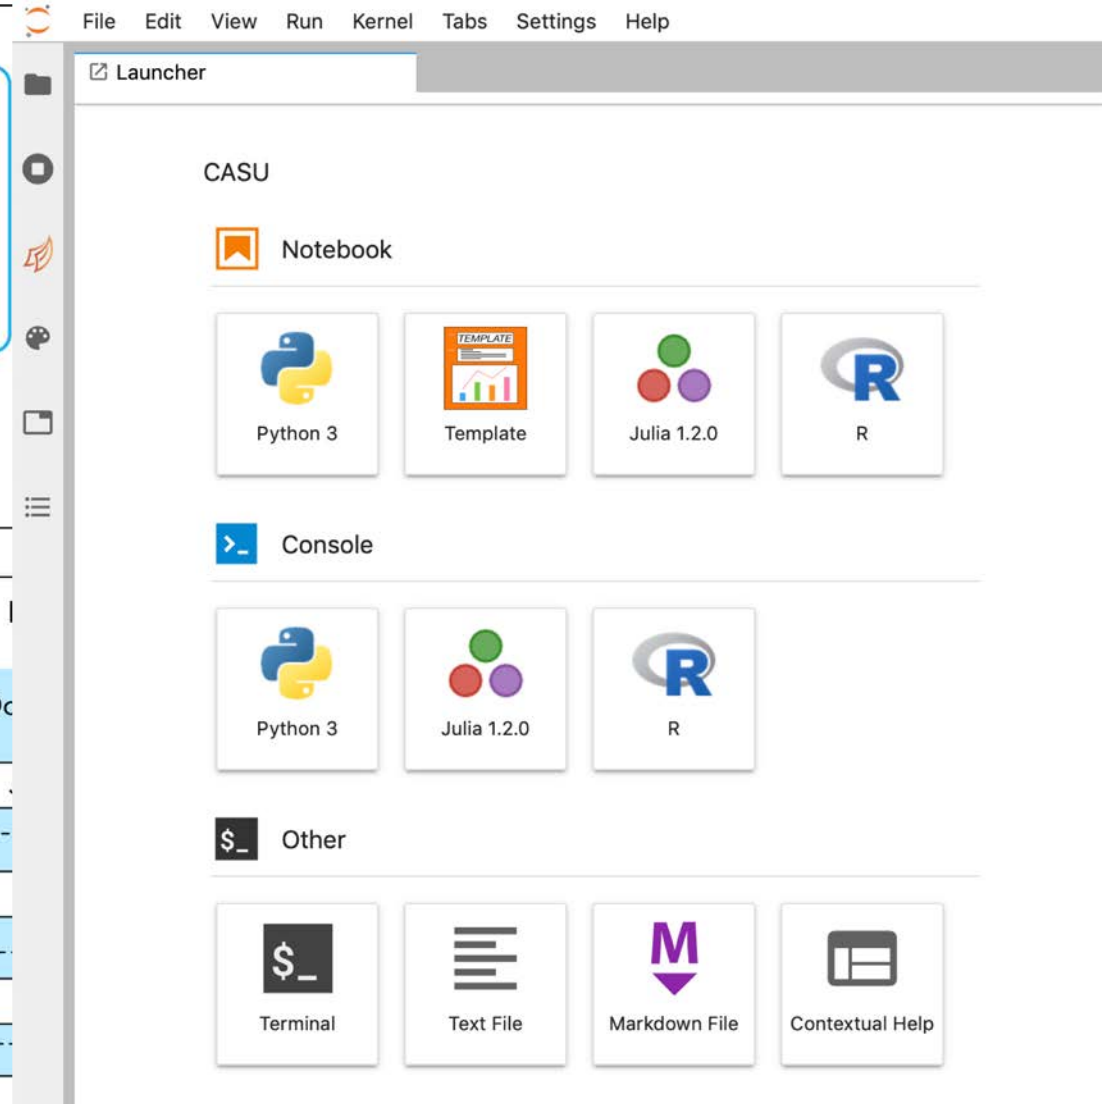 File Edit View Run Kernel Tabs Settings Help
Launcher
CASU
Notebook
TEMPLATE
Python 3 Template Julia 1.2.0 R
Console
Python 3 Julia 1.2.0 R
$_ Other
$_
M
Terminal Text File Markdown File Contextual Help